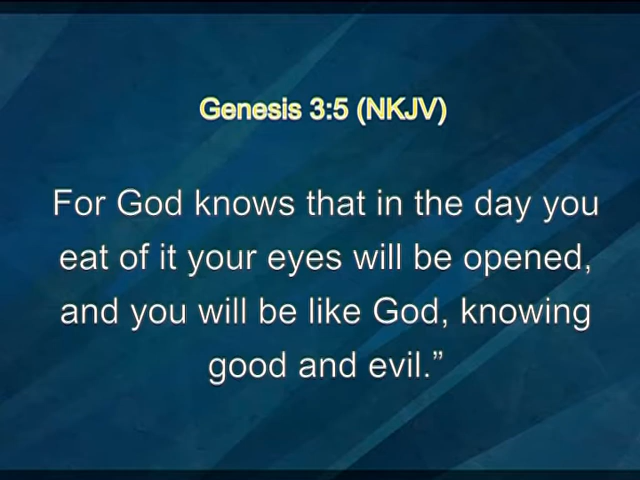 Genesis 3:5 (NKJV)
For God knows that in the day you
eat of it your eyes will be opened,
and you will be like God, knowing
good and evil.”